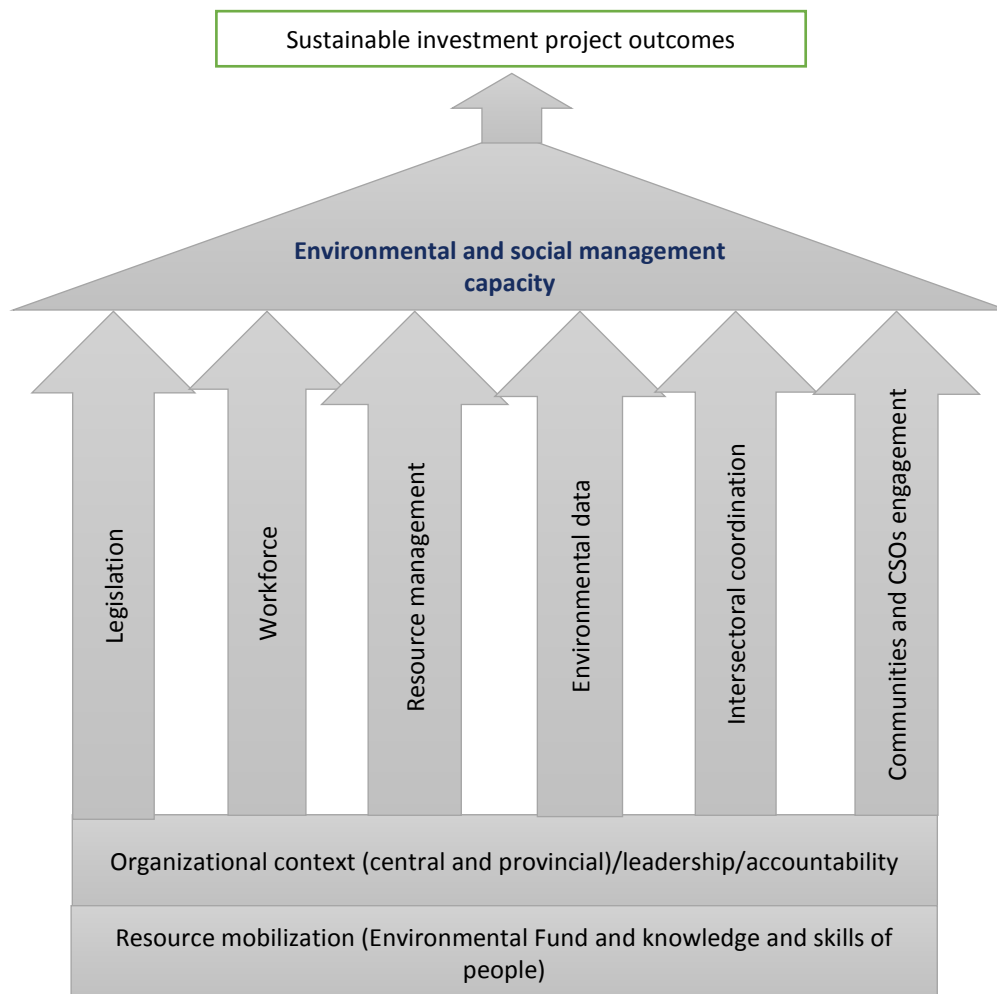 Sustainable investment project outcomes
Environmental and social management
capacity
Legislation
Workforce
Resource management
Environmental data
Intersectoral coordination
Communities and CSOs engagement
Organizational context (central and provincial)/leadership/accountability
Resource mobilization (Environmental Fund and knowledge and skills of
people)